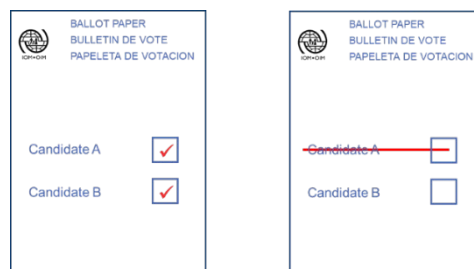 BALLOT PAPER
BULLETIN DE VOTE
PAPELETA DE VOTACION
IOM•OIM
Candidate A
Candidate B
BALLOT PAPER
BULLETIN DE VOTE
PAPELETA DE VOTACION
IOM•OIM
Candidate A
Candidate B